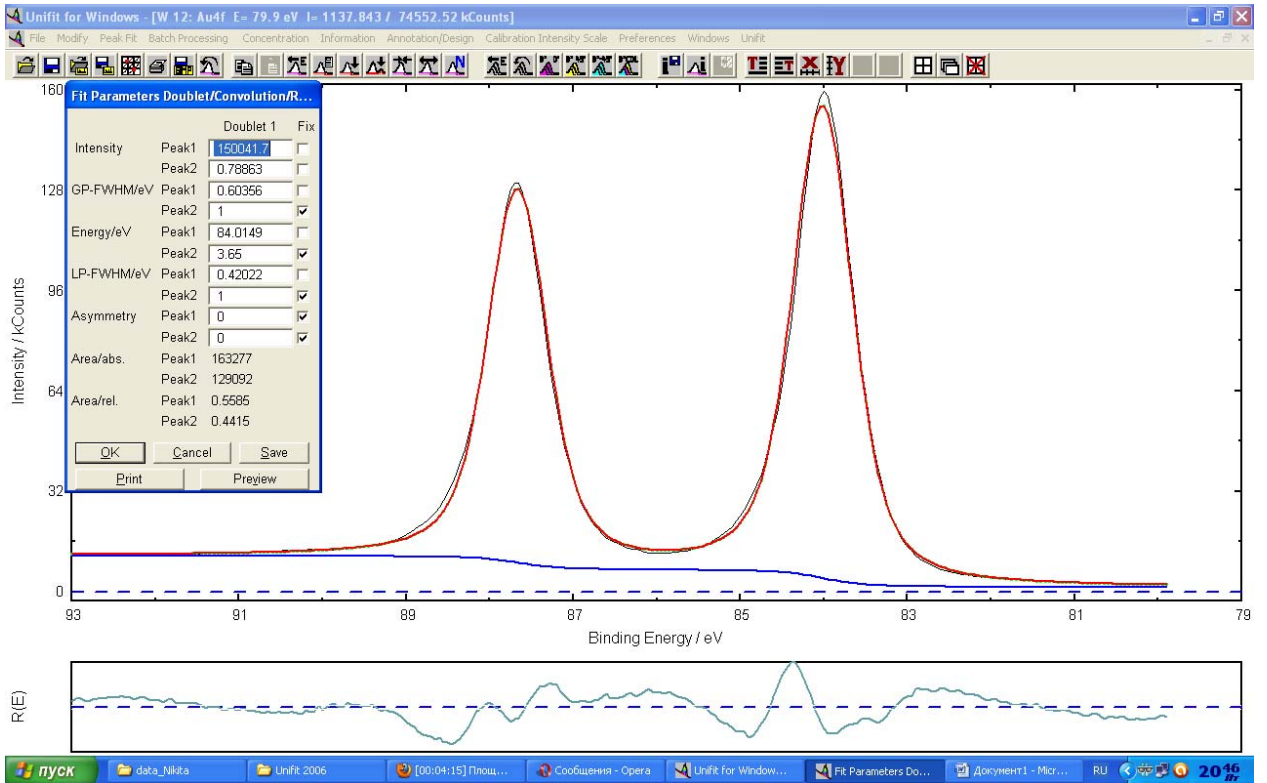 Unifit for Windows - [W 12: Au4f E= 79.9 eV I= 1137.843 / 74552.52 kCounts]
File Modify Peak Fit Batch Processing Concentration Information Annotation/Design Calibration Intensity Scale Preferences Windows Unifit
Fit Parameters Doublet/Convolution/R...
Doublet 1 Fix
Intensity Peak1 150041.7
Peak2 0.78863
GP-FWHM/eV Peak1 0.60356
Peak2 1
Energy/eV Peak1 84.0149
Peak2 3.65
LP-FWHM/eV Peak1 0.42022
Peak2 1
Asymmetry Peak1 0
Peak2 0
Area/abs. Peak1 163277
Peak2 129092
Area/rel. Peak1 0.5585
Peak2 0.4415
OK Cancel Save
Print Preview
Intensity / kCounts
160
128
96
64
32
0
93 91 89 87 85 83 81 79
Binding Energy / eV
R(E)
пуск data_Nikita Unifit 2006 [00:04:15] Площ... Сообщения - Opera Unifit for Window... Fit Parameters Do... Документ1 - Micr... RU 20 46